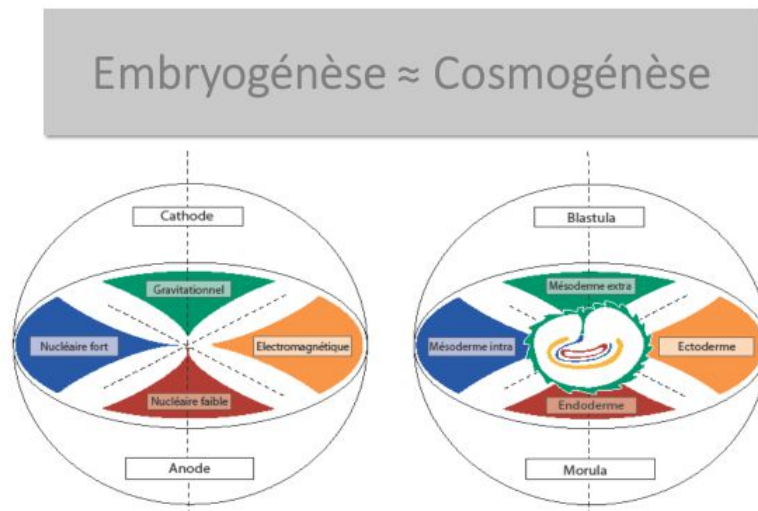 Embryogénèse ≈ Cosmogénèse
Cathode
Gravitationnel
Nucléaire fort
Electromagnétique
Nucléaire faible
Anode
Blastula
Mésoderme extra
Mésoderme intra
Ectoderme
Endoderme
Morula